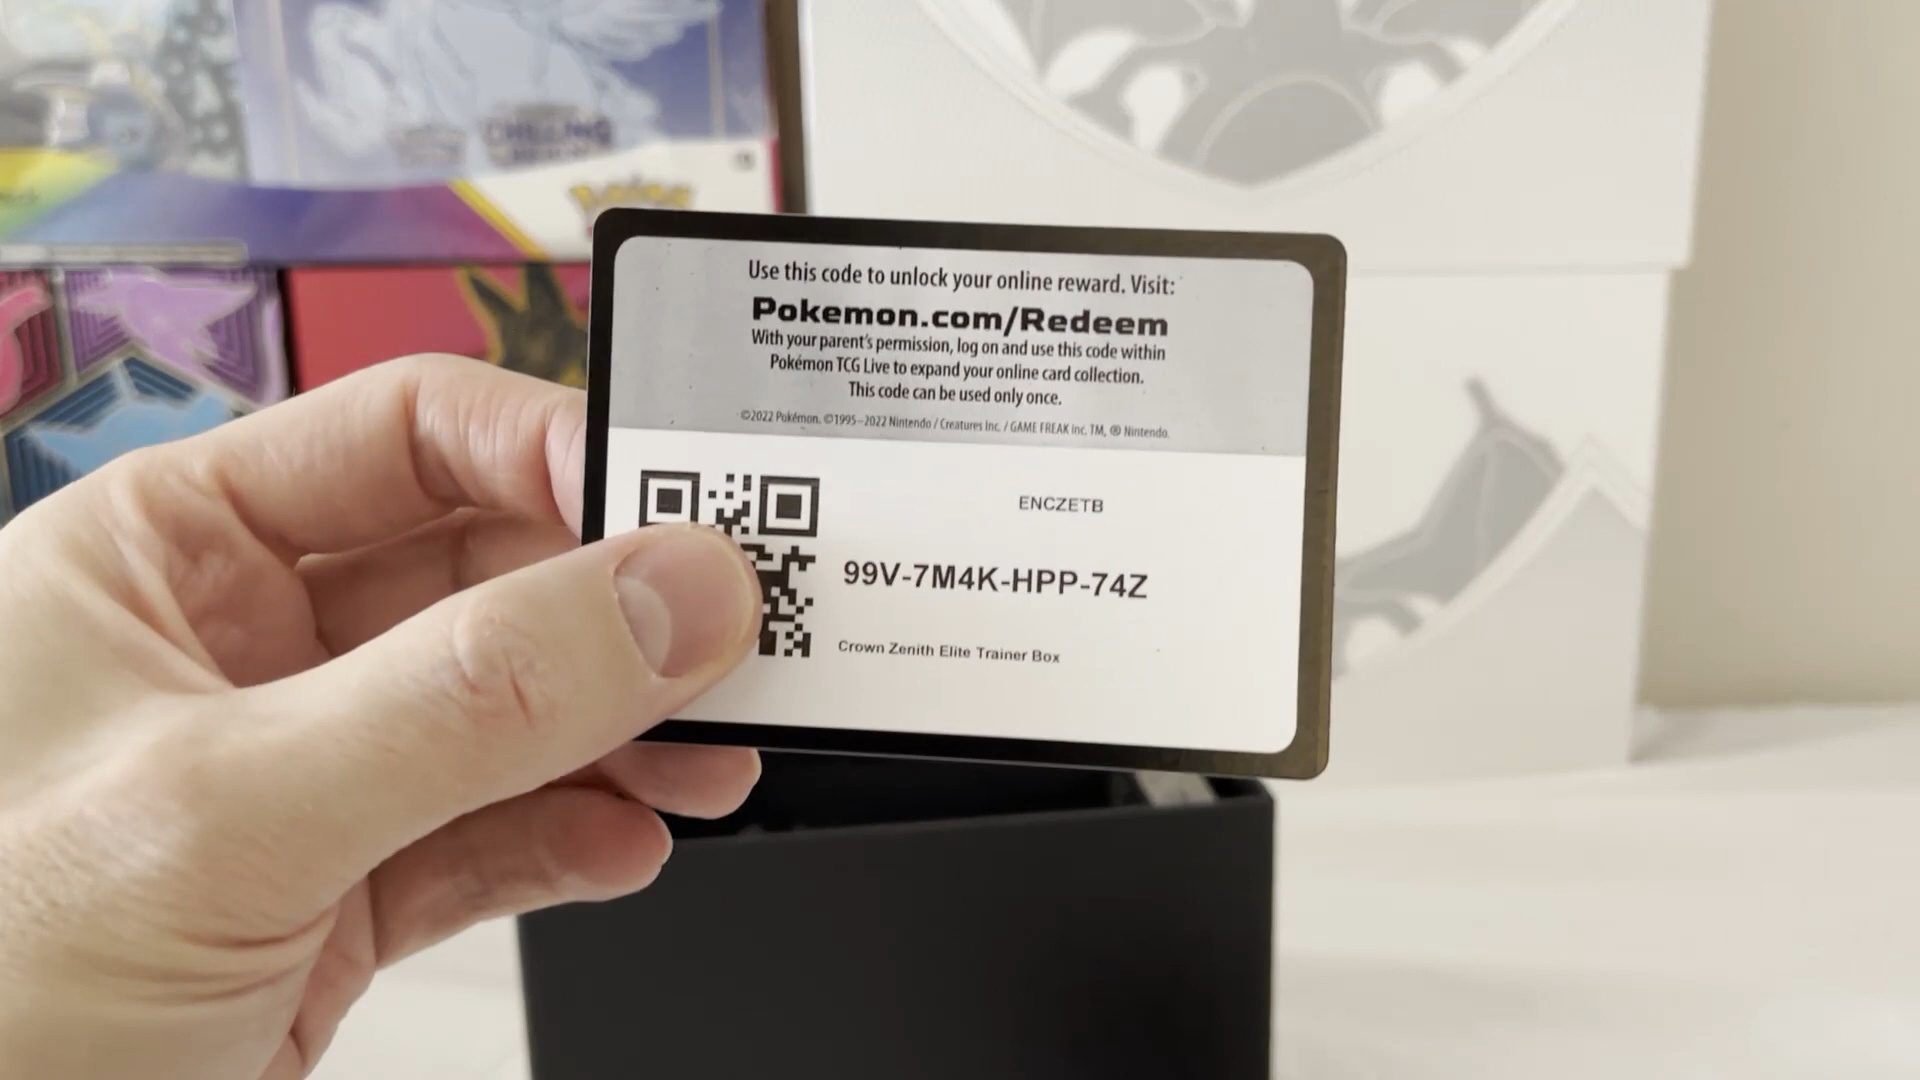 CHILLING
Pokémon
Use this code to unlock your online reward. Visit:
Pokemon.com/Redeem
With your parent's permission, log on and use this code within
Pokémon TCG Live to expand your online card collection.
This code can be used only once.
©2022 Pokémon. ©1995–2022 Nintendo / Creatures Inc. / GAME FREAK inc. TM, ® Nintendo.
ENCZETB
99V-7M4K-HPP-74Z
Crown Zenith Elite Trainer Box